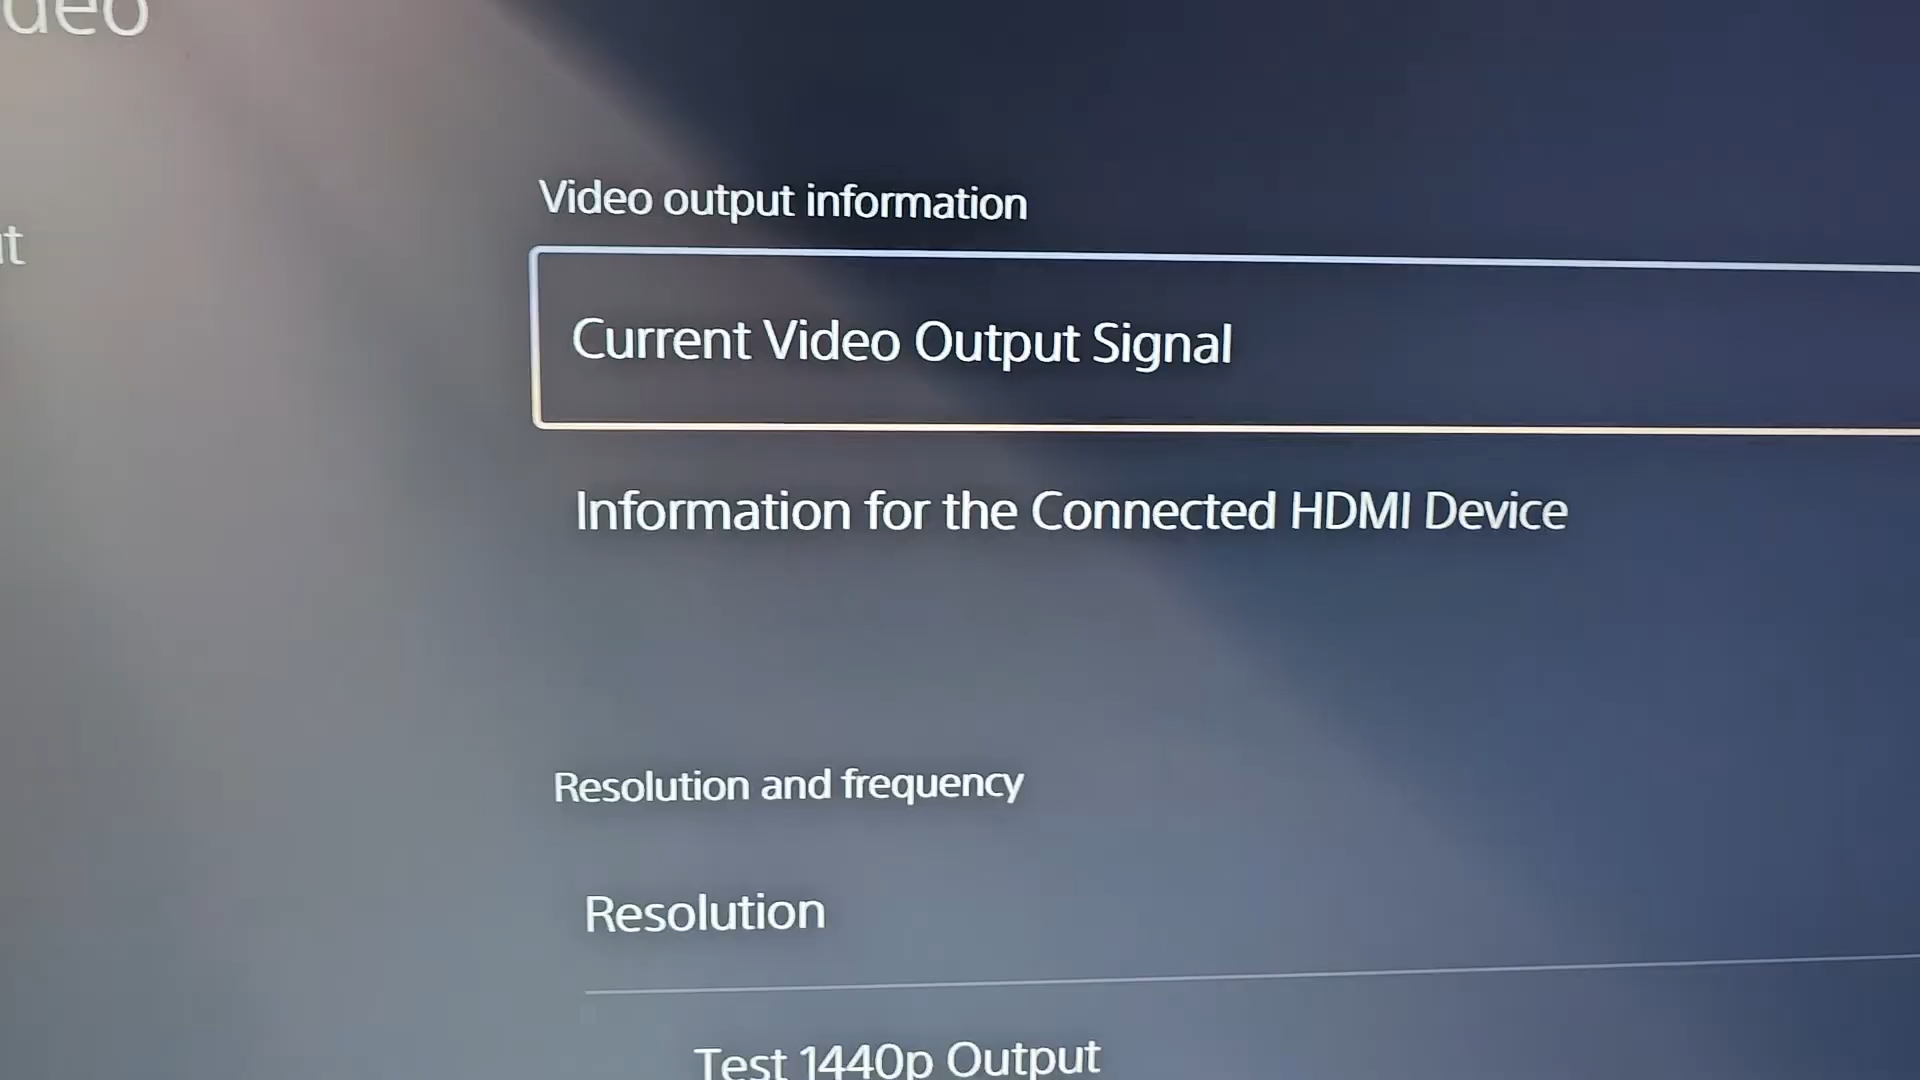 Video output information
Current Video Output Signal
Information for the Connected HDMI Device
Resolution and frequency
Resolution
Test 1440p Output